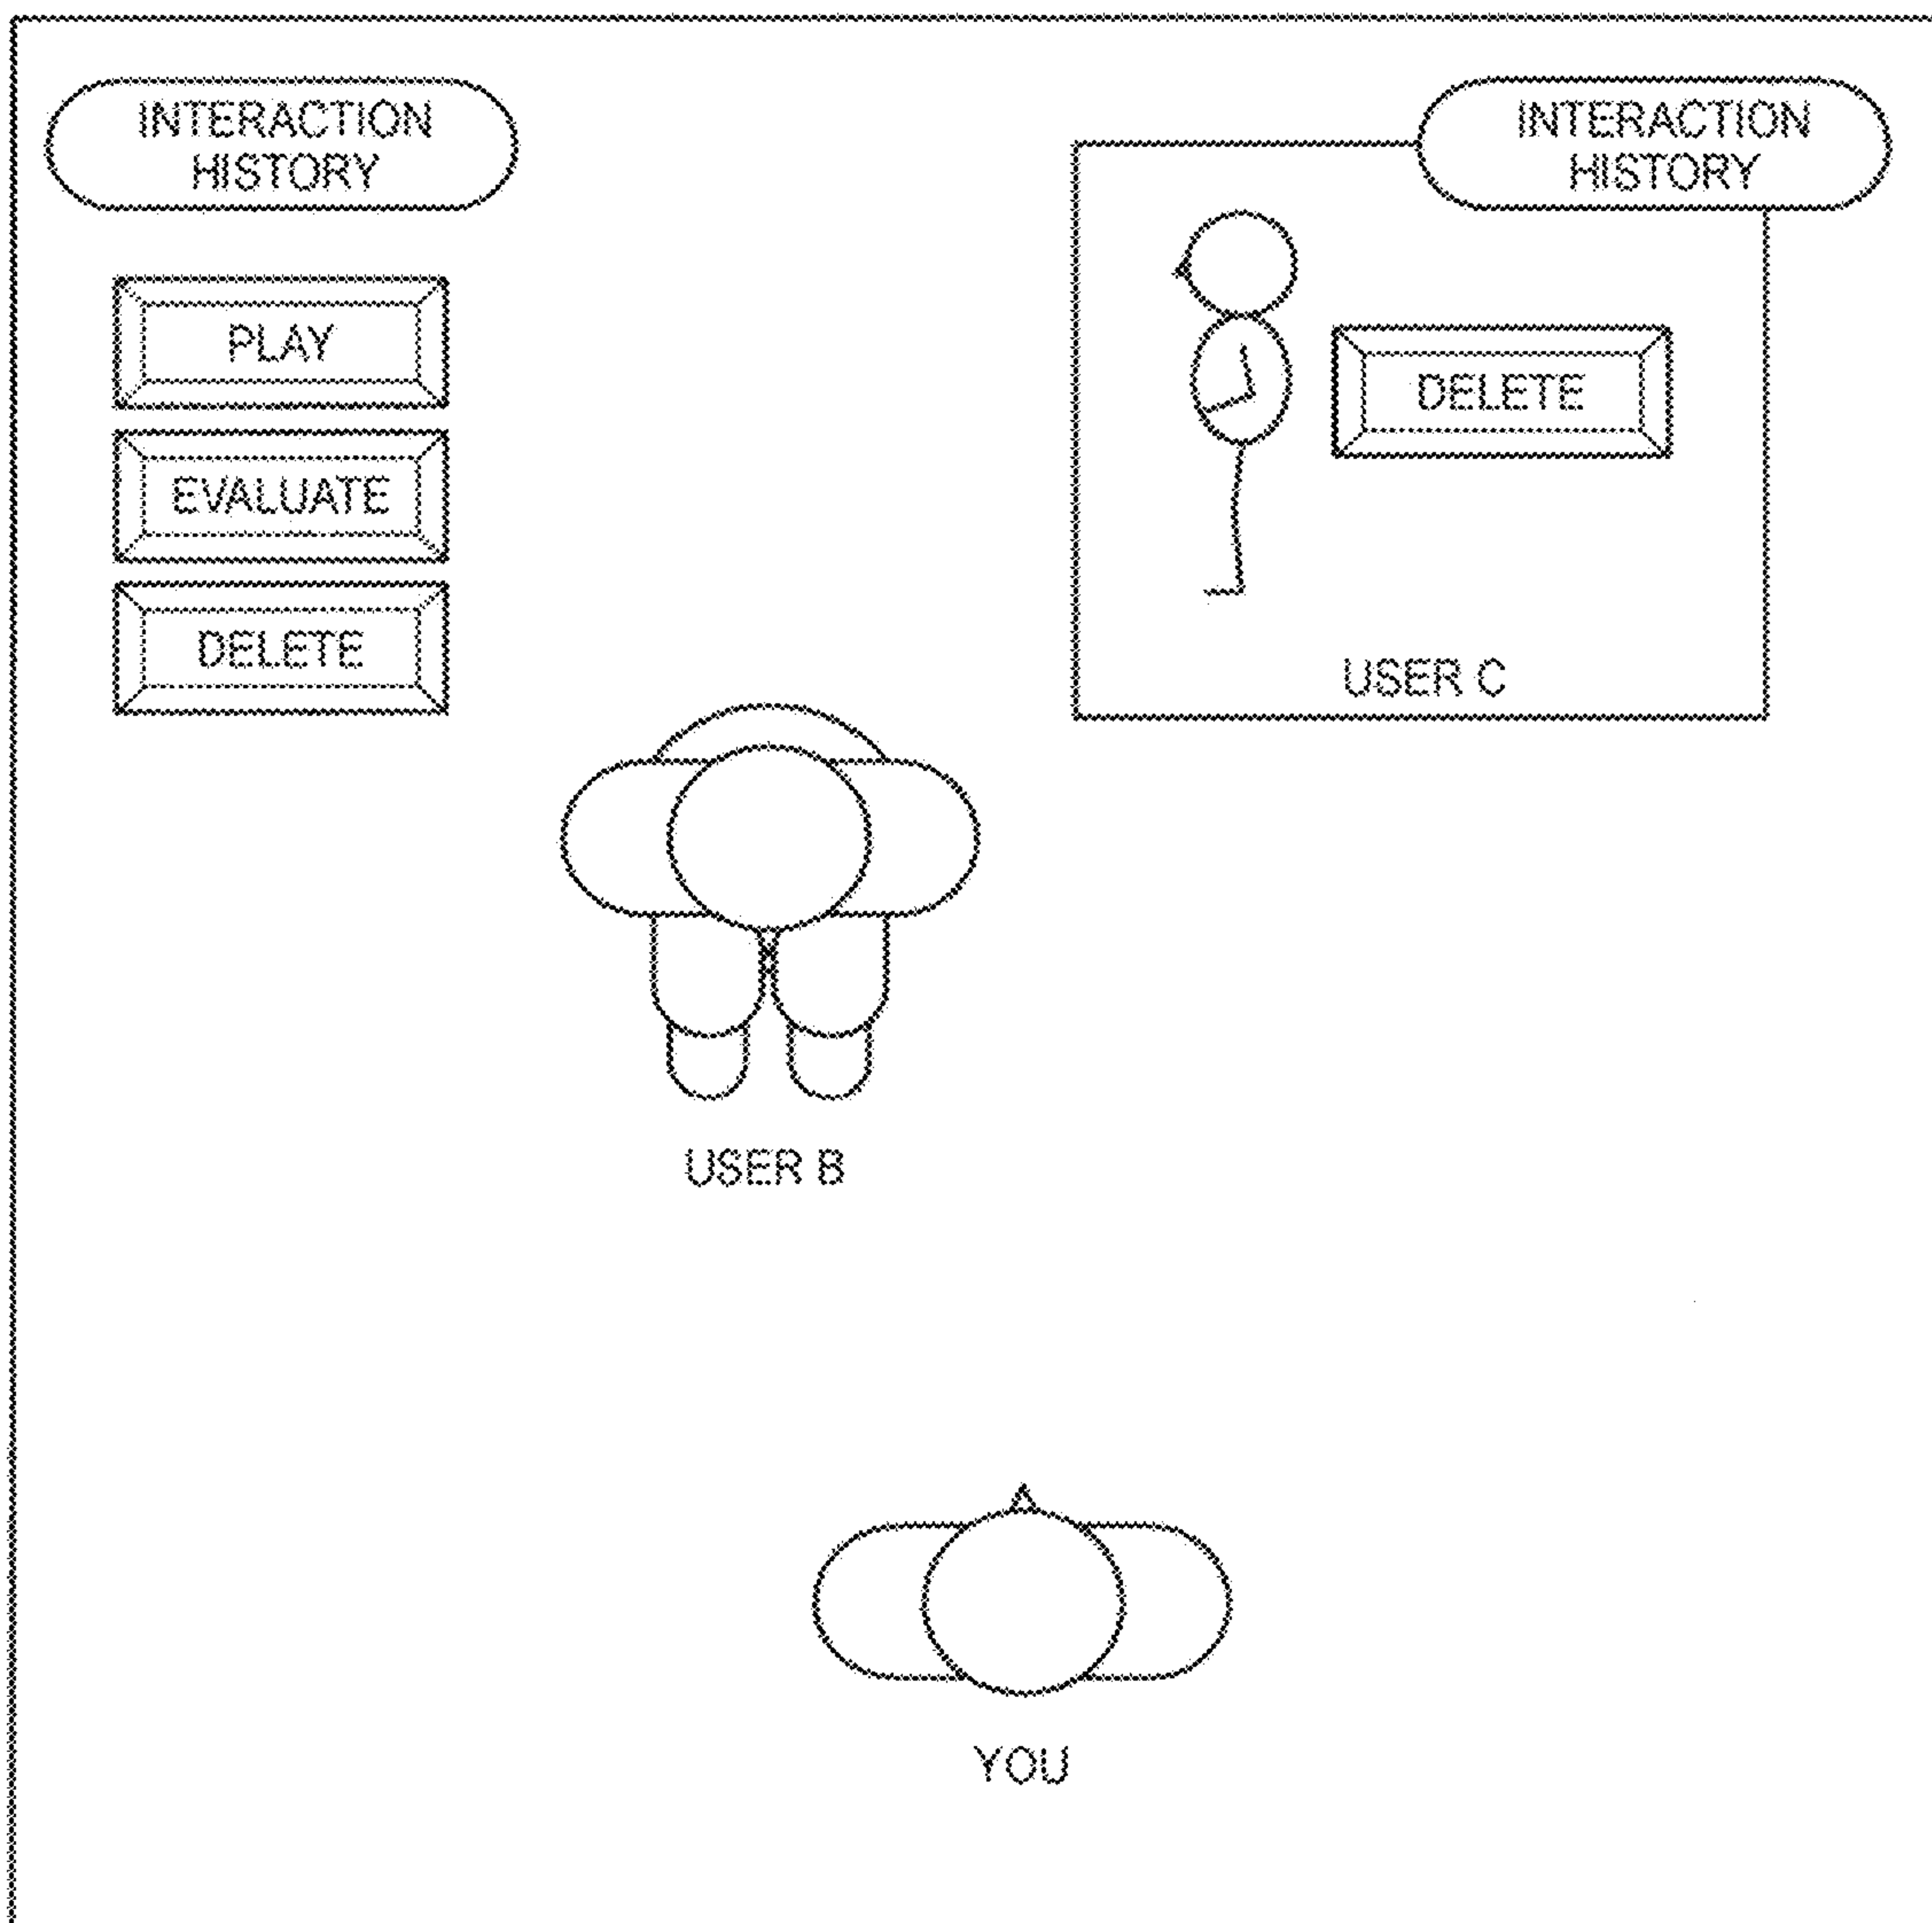 INTERACTION
HISTORY
PLAY
EVALUATE
DELETE
INTERACTION
HISTORY
DELETE
USER C
USER B
YOU